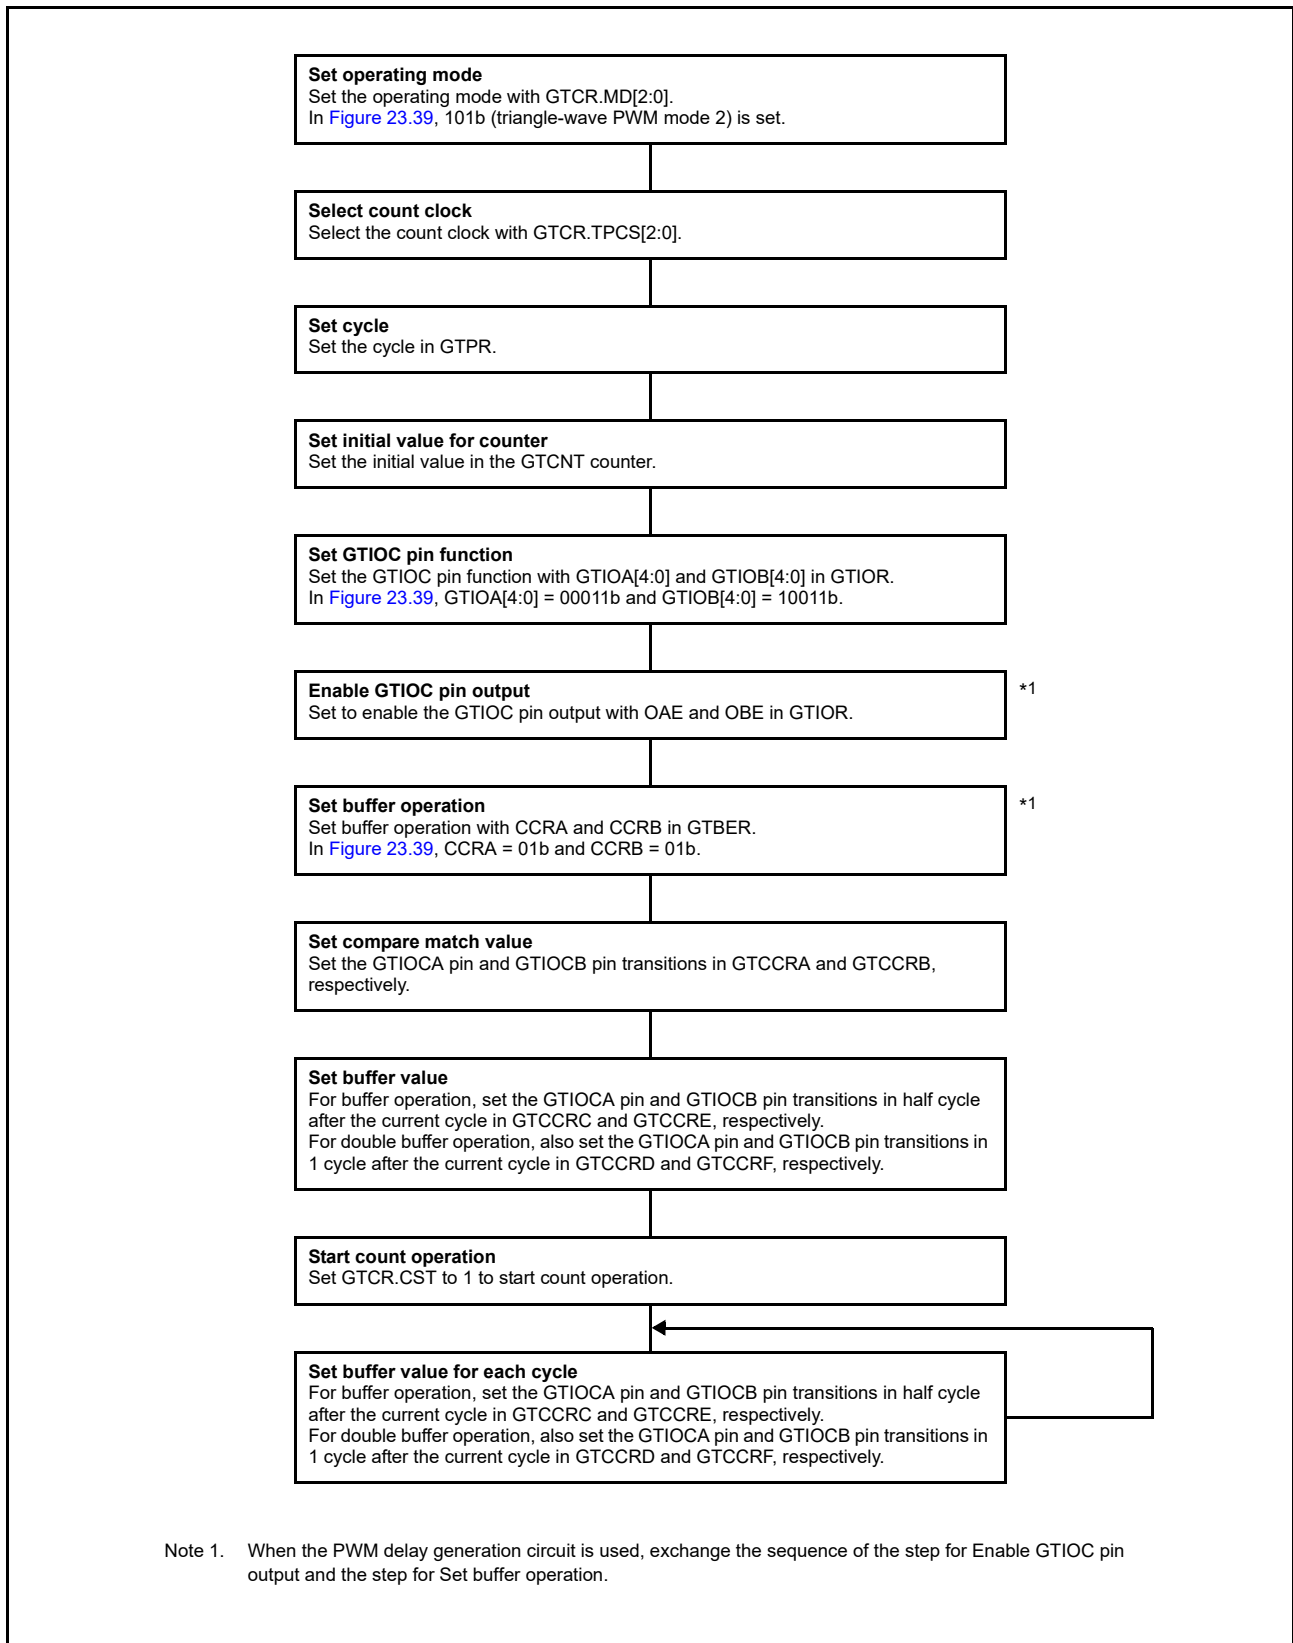 Set operating mode
Set the operating mode with GTCR.MD[2:0].
In Figure 23.39, 101b (triangle-wave PWM mode 2) is set.
Select count clock
Select the count clock with GTCR.TPCS[2:0].
Set cycle
Set the cycle in GTPR.
Set initial value for counter
Set the initial value in the GTCNT counter.
Set GTIOC pin function
Set the GTIOC pin function with GTIOA[4:0] and GTIOB[4:0] in GTIOR.
In Figure 23.39, GTIOA[4:0] = 00011b and GTIOB[4:0] = 10011b.
Enable GTIOC pin output
Set to enable the GTIOC pin output with OAE and OBE in GTIOR.
*1
Set buffer operation
Set buffer operation with CCRA and CCRB in GTBER.
In Figure 23.39, CCRA = 01b and CCRB = 01b.
*1
Set compare match value
Set the GTIOCA pin and GTIOCB pin transitions in GTCCRA and GTCCRB,
respectively.
Set buffer value
For buffer operation, set the GTIOCA pin and GTIOCB pin transitions in half cycle
after the current cycle in GTCCRC and GTCCRE, respectively.
For double buffer operation, also set the GTIOCA pin and GTIOCB pin transitions in
1 cycle after the current cycle in GTCCRD and GTCCRF, respectively.
Start count operation
Set GTCR.CST to 1 to start count operation.
Set buffer value for each cycle
For buffer operation, set the GTIOCA pin and GTIOCB pin transitions in half cycle
after the current cycle in GTCCRC and GTCCRE, respectively.
For double buffer operation, also set the GTIOCA pin and GTIOCB pin transitions in
1 cycle after the current cycle in GTCCRD and GTCCRF, respectively.
Note 1. When the PWM delay generation circuit is used, exchange the sequence of the step for Enable GTIOC pin
output and the step for Set buffer operation.